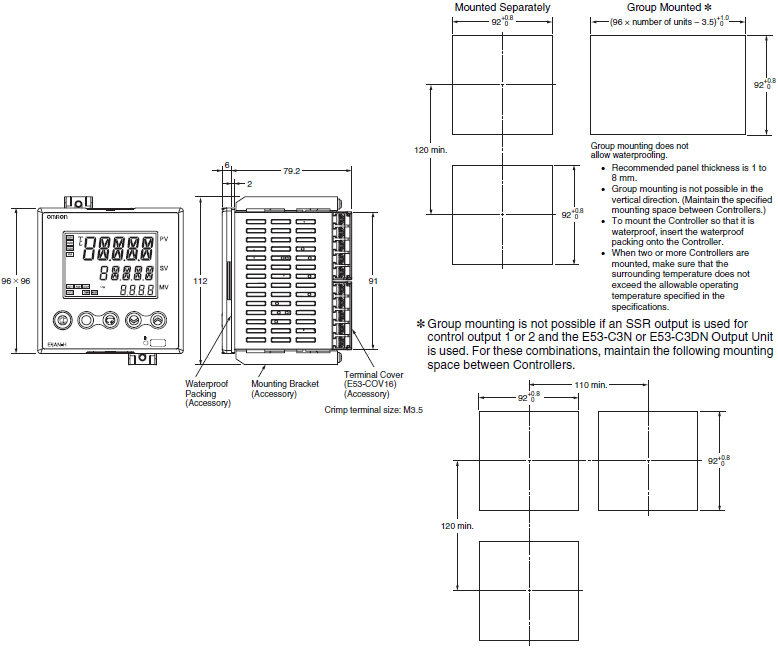 Mounted Separately
92 +0.8 0
120 min.
92 +0.8 0
Group Mounted ✻
(96 × number of units − 3.5) +1.0 0
92 +0.8 0
Group mounting does not
allow waterproofing.
• Recommended panel thickness is 1 to
8 mm.
• Group mounting is not possible in the
vertical direction. (Maintain the specified
mounting space between Controllers.)
• To mount the Controller so that it is
waterproof, insert the waterproof
packing onto the Controller.
• When two or more Controllers are
mounted, make sure that the
surrounding temperature does not
exceed the allowable operating
temperature specified in the
specifications.
omron
°C
PV
SV
MV
96 × 96
E5AN-H
6
79.2
2
112
91
Waterproof
Packing
(Accessory)
Mounting Bracket
(Accessory)
Terminal Cover
(E53-COV16)
(Accessory)
Crimp terminal size: M3.5
✻ Group mounting is not possible if an SSR output is used for
control output 1 or 2 and the E53-C3N or E53-C3DN Output Unit
is used. For these combinations, maintain the following mounting
space between Controllers.
110 min.
92 +0.8 0
92 +0.8 0
120 min.